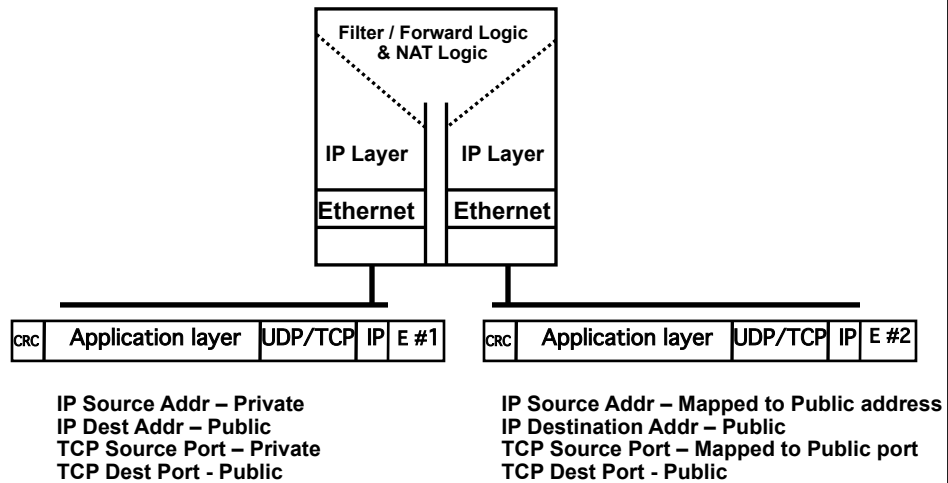 Filter / Forward Logic
& NAT Logic
IP Layer
IP Layer
Ethernet
Ethernet
CRC Application layer UDP/TCP IP E #1
CRC Application layer UDP/TCP IP E #2
IP Source Addr – Private
IP Dest Addr – Public
TCP Source Port – Private
TCP Dest Port - Public
IP Source Addr – Mapped to Public address
IP Destination Addr – Public
TCP Source Port – Mapped to Public port
TCP Dest Port - Public